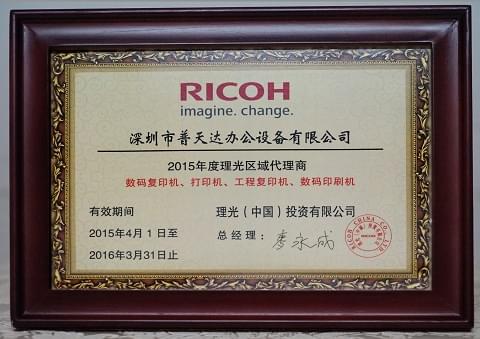 RICOH
imagine. change.
深圳市普天达办公设备有限公司
2015年度理光区域代理商
数码复印机、打印机、工程复印机、数码印刷机
有效期间
理光（中国）投资有限公司
2015年4月1日至
总经理：
2016年3月31日止
RICOH CHINA CO., LTD